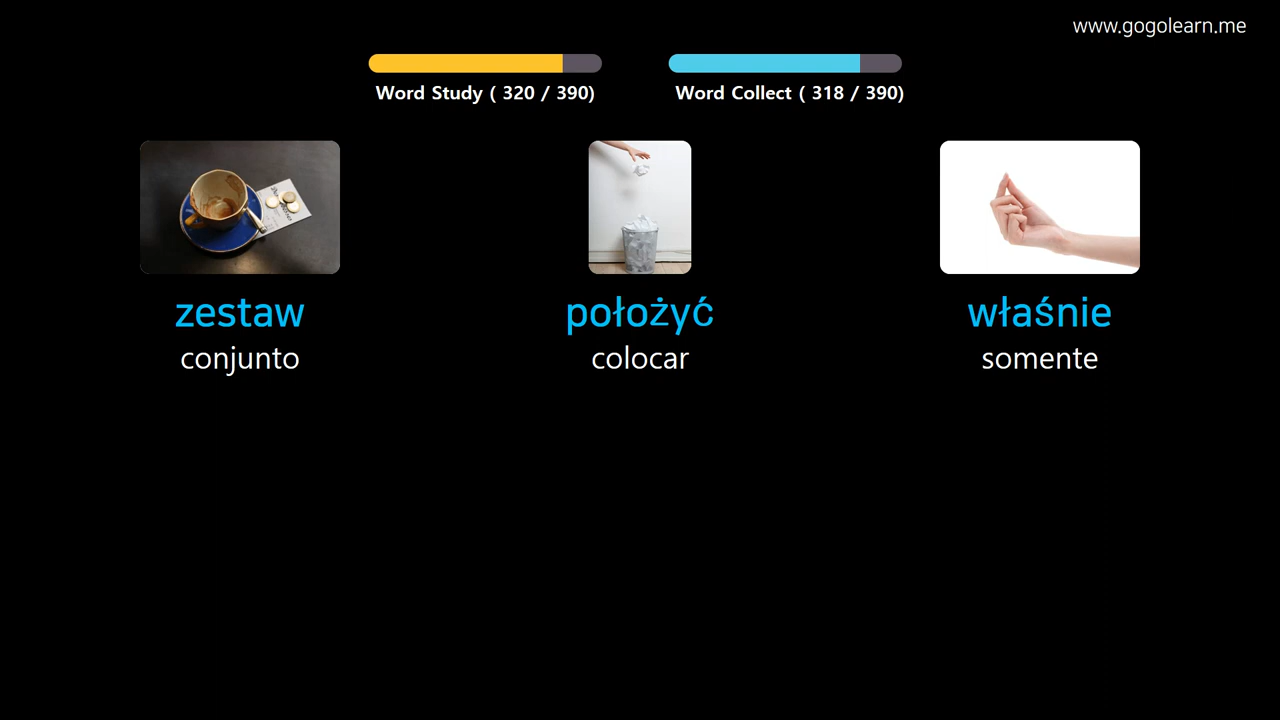 www.gogolearn.me
Word Study ( 320 / 390)
Word Collect ( 318 / 390)
zestaw
conjunto
położyć
colocar
właśnie
somente